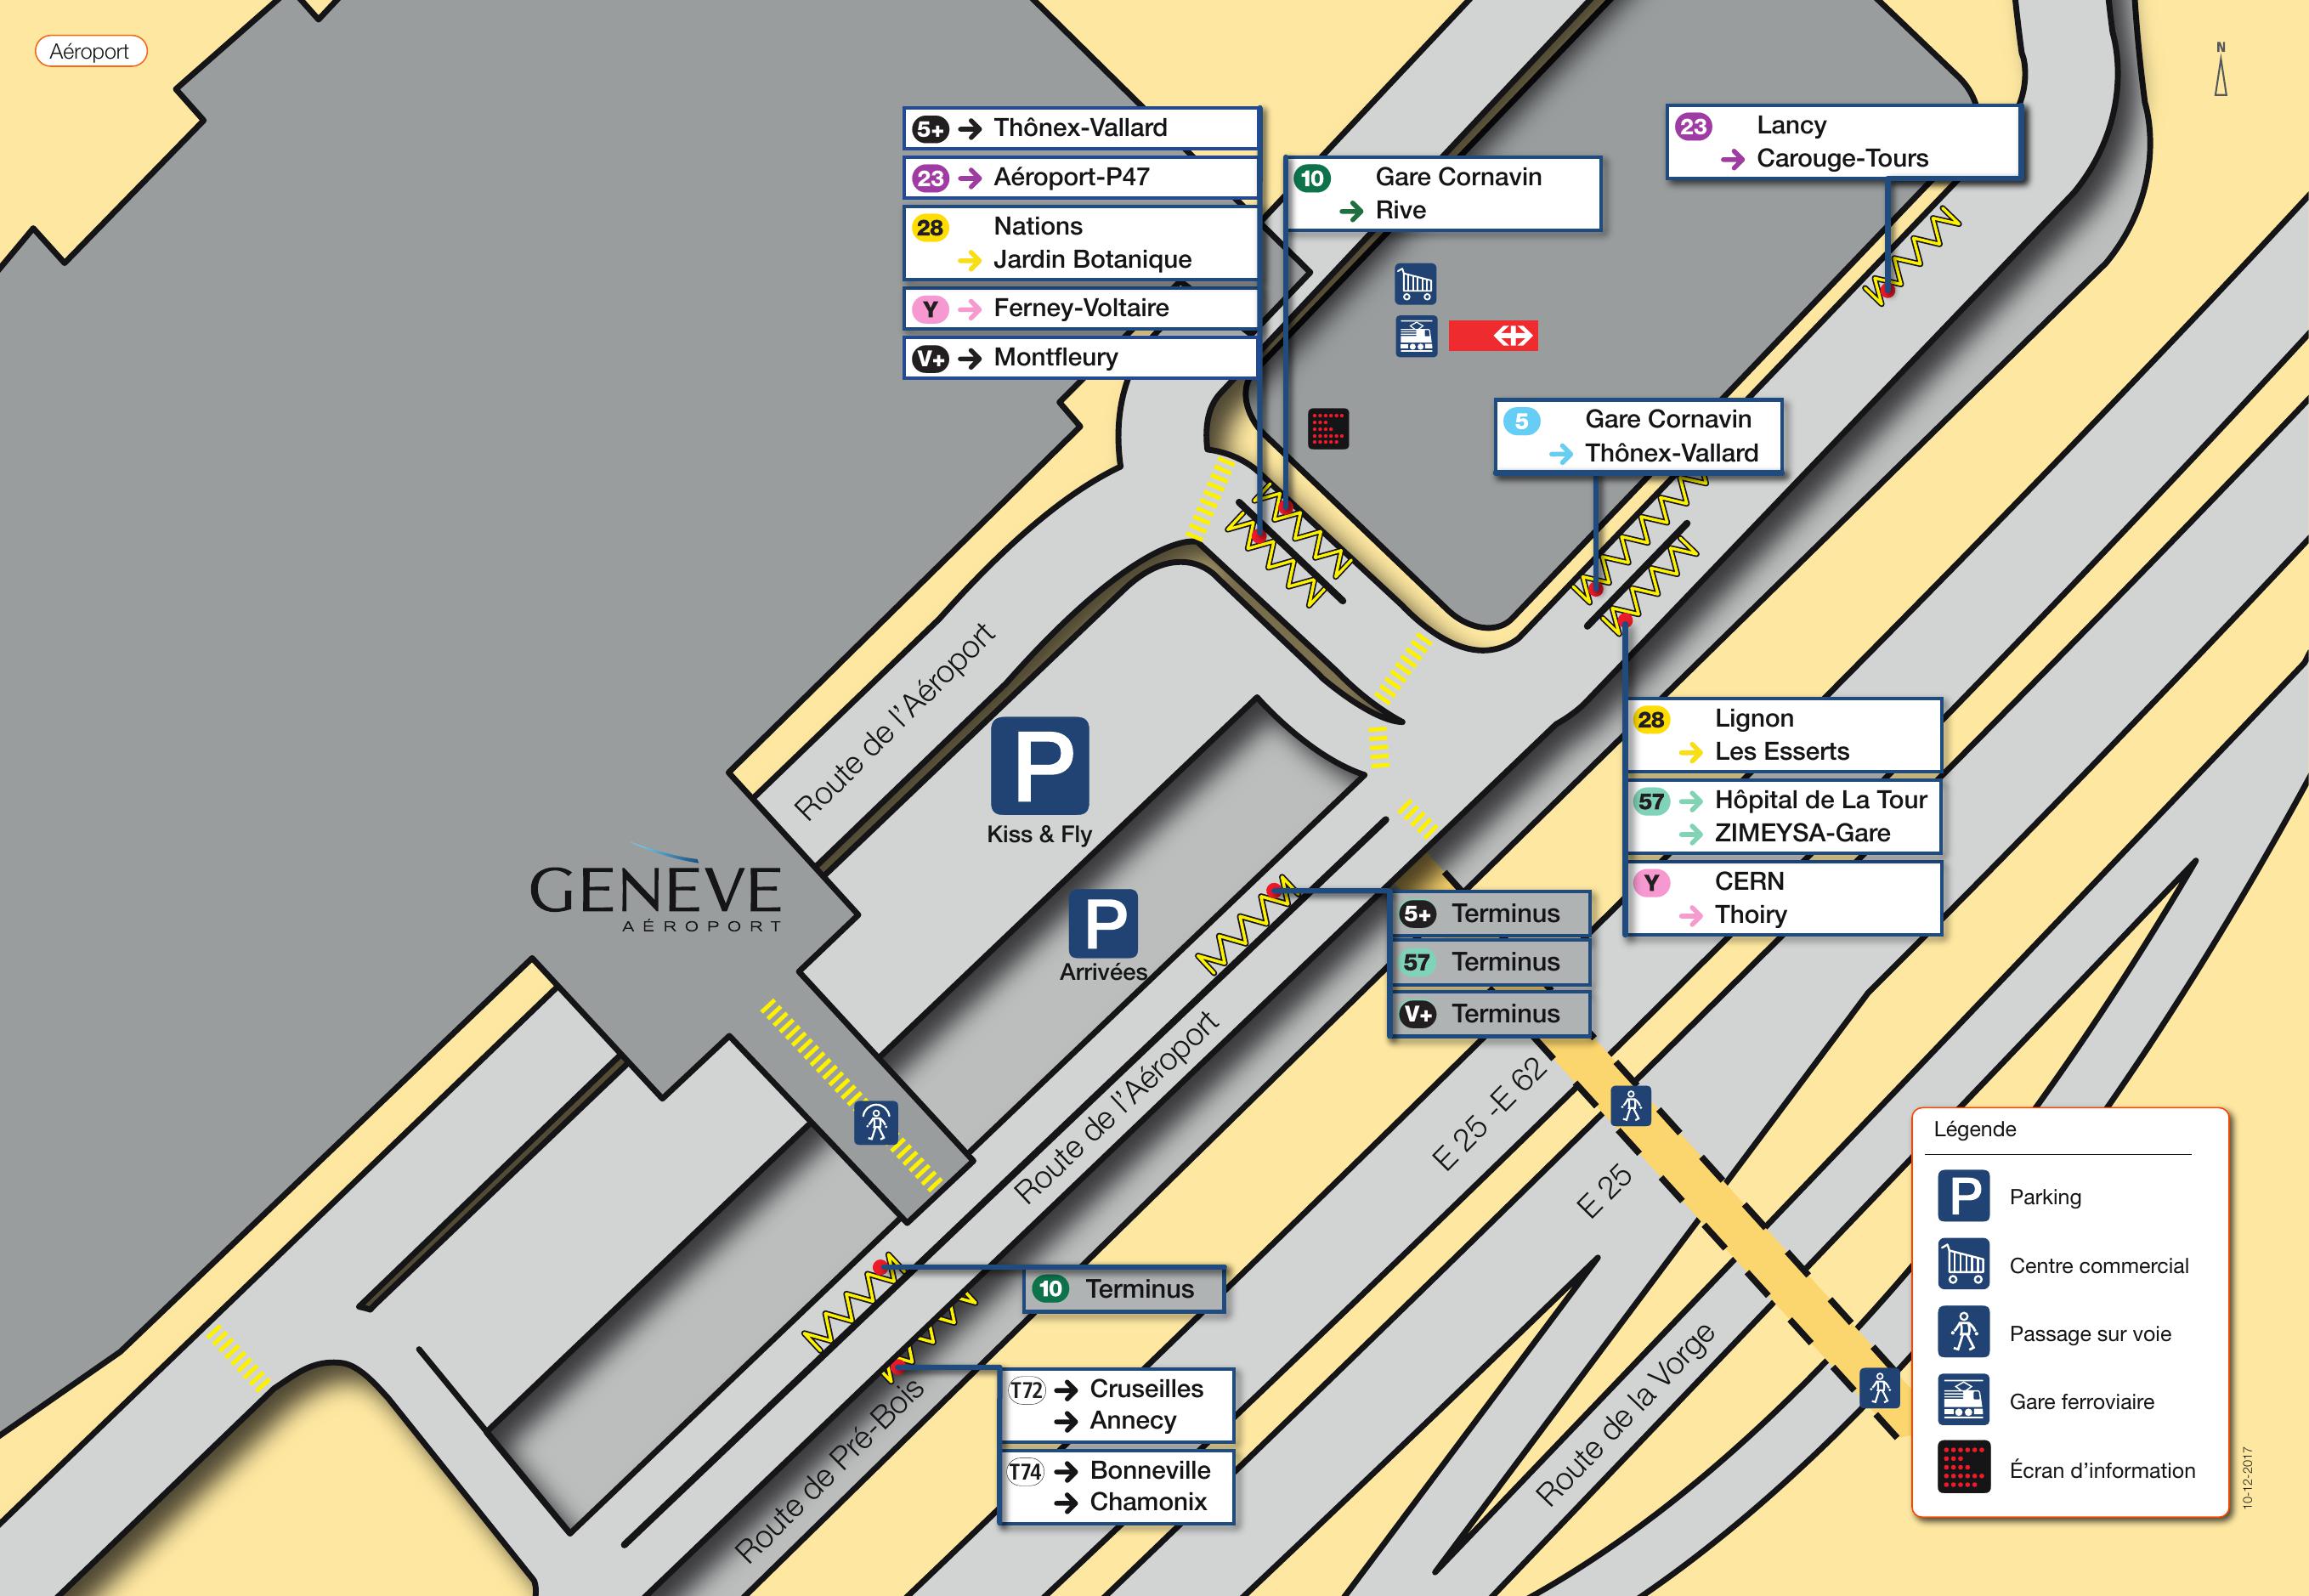 Aéroport
N
5+ Thônex-Vallard
23 Aéroport-P47
28 Nations
Jardin Botanique
Y Ferney-Voltaire
V+ Montfleury
10 Gare Cornavin
Rive
23 Lancy
Carouge-Tours
5 Gare Cornavin
Thônex-Vallard
Route de l'Aéroport
P
Kiss & Fly
28 Lignon
Les Esserts
57 Hôpital de La Tour
ZIMEYSA-Gare
Y CERN
Thoiry
GENEVE
AÉROPORT
P
Arrivées
5+ Terminus
57 Terminus
V+ Terminus
Route de l'Aéroport
E 25 -E 62
E 25
10 Terminus
T72 Cruseilles
Annecy
T74 Bonneville
Chamonix
Route de Pré-Bois
Route de la Vorge
Légende
P Parking
Centre commercial
Passage sur voie
Gare ferroviaire
Écran d'information
10-12-2017